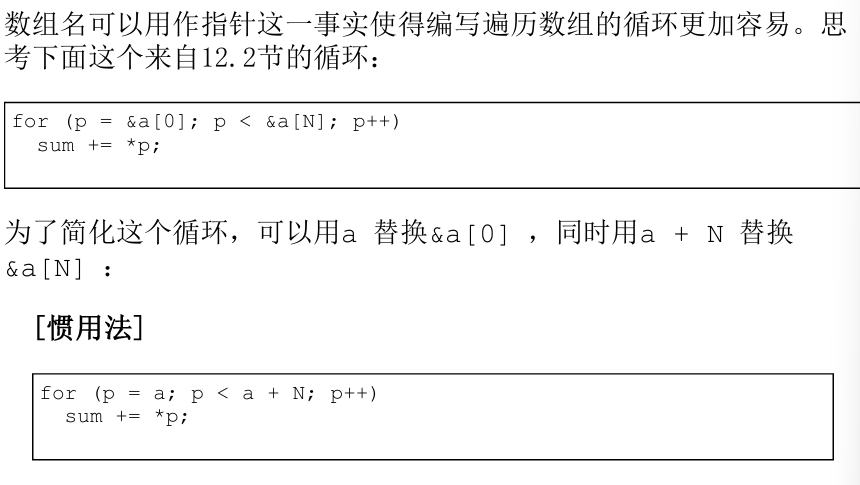 数组名可以用作指针这一事实使得编写遍历数组的循环更加容易。思
考下面这个来自12.2节的循环：
for (p = &a[0]; p < &a[N]; p++)
  sum += *p;
为了简化这个循环，可以用a 替换&a[0] ，同时用a + N 替换
&a[N] ：
[惯用法]
for (p = a; p < a + N; p++)
  sum += *p;